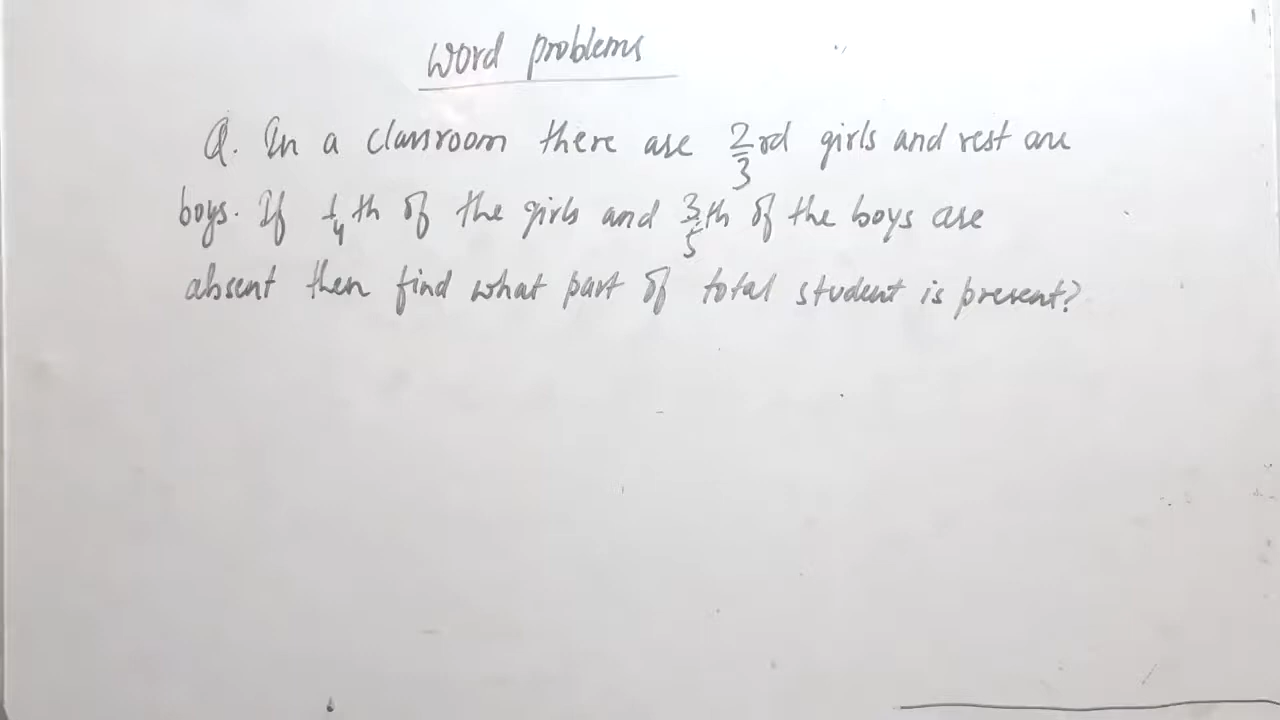 Word problems
Q. In a classroom there are 2/3rd girls and rest are
boys. If 1/4th of the girls and 3/5th of the boys are
absent then find what part of total student is present?